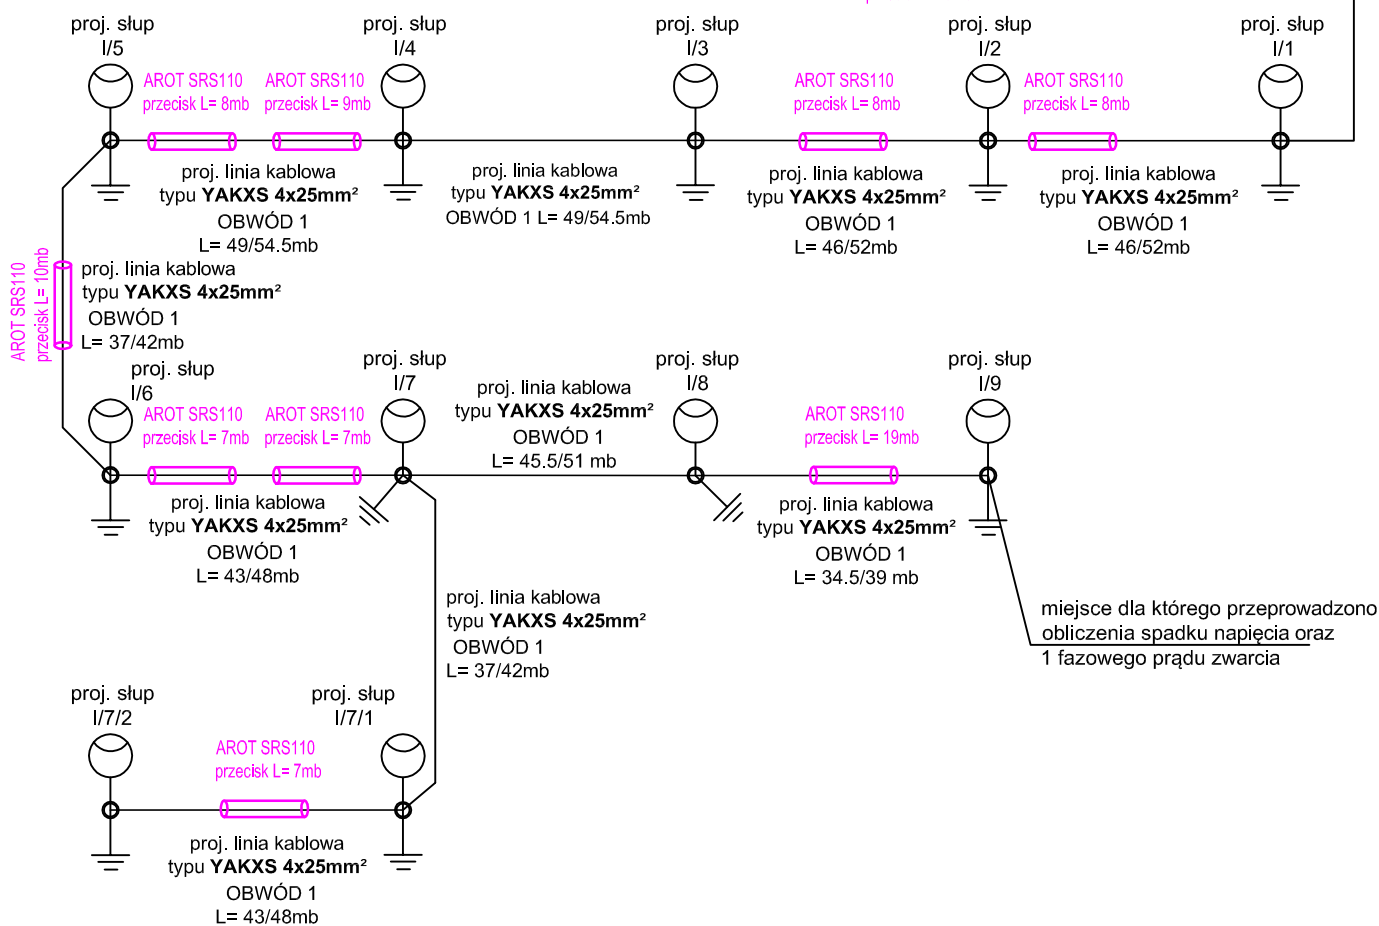 proj. słup
I/5
proj. słup
I/4
proj. słup
I/3
proj. słup
I/2
proj. słup
I/1
AROT SRS110
przecisk L= 8mb
AROT SRS110
przecisk L= 9mb
AROT SRS110
przecisk L= 8mb
AROT SRS110
przecisk L= 8mb
proj. linia kablowa
typu YAKXS 4x25mm²
OBWÓD 1
L= 49/54.5mb
proj. linia kablowa
typu YAKXS 4x25mm²
OBWÓD 1 L= 49/54.5mb
proj. linia kablowa
typu YAKXS 4x25mm²
OBWÓD 1
L= 46/52mb
proj. linia kablowa
typu YAKXS 4x25mm²
OBWÓD 1
L= 46/52mb
AROT SRS110
przecisk L= 10mb
proj. linia kablowa
typu YAKXS 4x25mm²
OBWÓD 1
L= 37/42mb
proj. słup
I/6
proj. słup
I/7
proj. słup
I/8
proj. słup
I/9
AROT SRS110
przecisk L= 7mb
AROT SRS110
przecisk L= 7mb
proj. linia kablowa
typu YAKXS 4x25mm²
OBWÓD 1
L= 45.5/51 mb
AROT SRS110
przecisk L= 19mb
proj. linia kablowa
typu YAKXS 4x25mm²
OBWÓD 1
L= 43/48mb
proj. linia kablowa
typu YAKXS 4x25mm²
OBWÓD 1
L= 34.5/39 mb
proj. linia kablowa
typu YAKXS 4x25mm²
OBWÓD 1
L= 37/42mb
miejsce dla którego przeprowadzono
obliczenia spadku napięcia oraz
1 fazowego prądu zwarcia
proj. słup
I/7/2
proj. słup
I/7/1
AROT SRS110
przecisk L= 7mb
proj. linia kablowa
typu YAKXS 4x25mm²
OBWÓD 1
L= 43/48mb